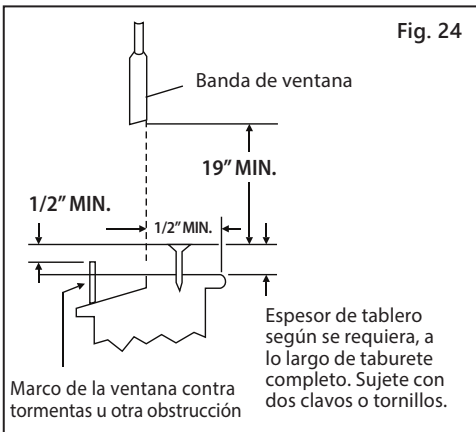 Fig. 24
Banda de ventana
19” MIN.
1/2” MIN.
1/2” MIN.
Espesor de tablero
según se requiera, a
lo largo de taburete
completo. Sujete con
dos clavos o tornillos.
Marco de la ventana contra
tormentas u otra obstrucción